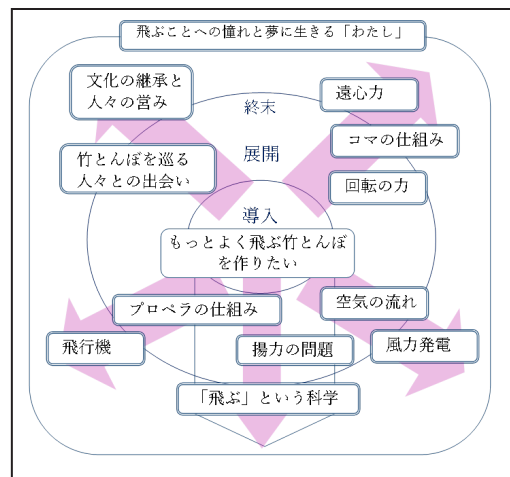 飛ぶことへの憧れと夢に生きる「わたし」
文化の継承と
人々の営み
遠心力
終末
コマの仕組み
展開
竹とんぼを巡る
人々との出会い
回転の力
導入
もっとよく飛ぶ竹とんぼ
を作りたい
空気の流れ
プロペラの仕組み
飛行機
揚力の問題
風力発電
「飛ぶ」という科学